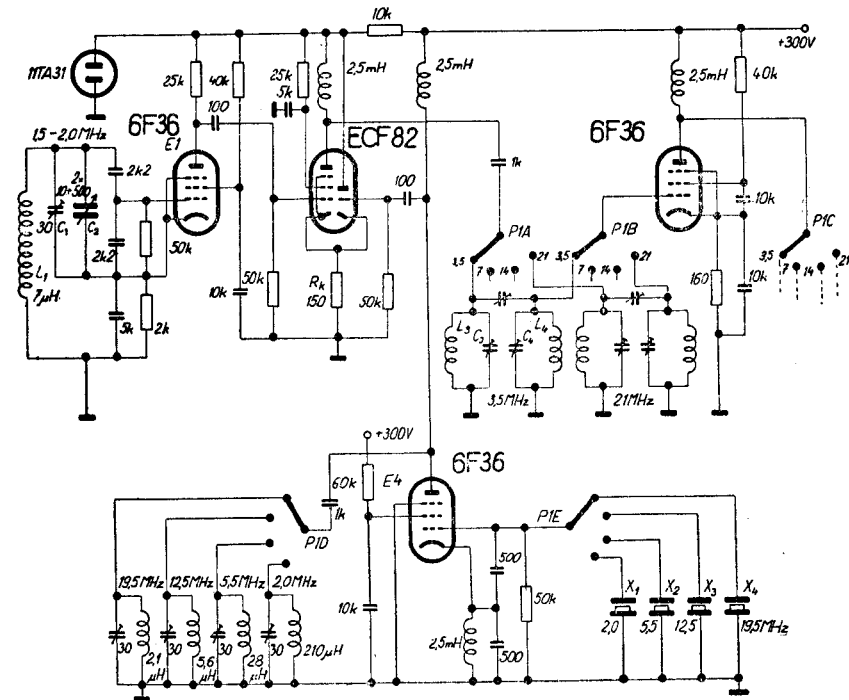 10k
+300V
11TA31
25k
40k
25k
5k
2,5mH
2,5mH
2,5mH
40k
6F36
E1
100
ECF82
6F36
1,5-2,0MHz
2×
10÷500
30
C₁
C₂
2k2
2k2
50k
L₁
7μH
5k
2k
10k
50k
Rₖ
150
50k
100
1k
P1A
3,5
7
14
21
P1B
3,5
7
14
21
10k
160
10k
P1C
3,5
7
14
21
L₃
C₃
C₄
L₄
3,5MHz
21MHz
+300V
60k
E4
6F36
1k
P1D
P1E
19,5MHz
12,5MHz
5,5MHz
2,0MHz
30
2,1
μH
30
5,6
μH
30
28
μH
30
210μH
10k
2,5mH
500
500
50k
X₁
X₂
X₃
X₄
2,0
5,5
12,5
19,5MHz